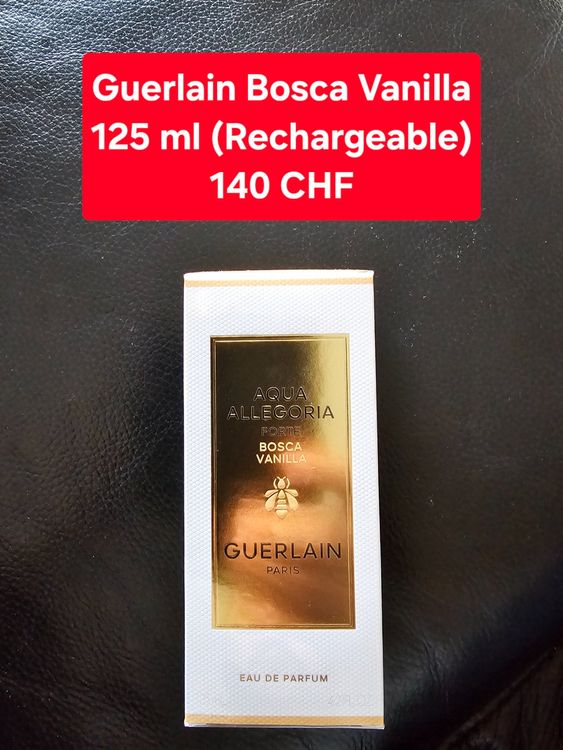 Guerlain Bosca Vanilla
125 ml (Rechargeable)
140 CHF
AQUA
ALLEGORIA
FORTE
BOSCA
VANILLA
GUERLAIN
PARIS
EAU DE PARFUM